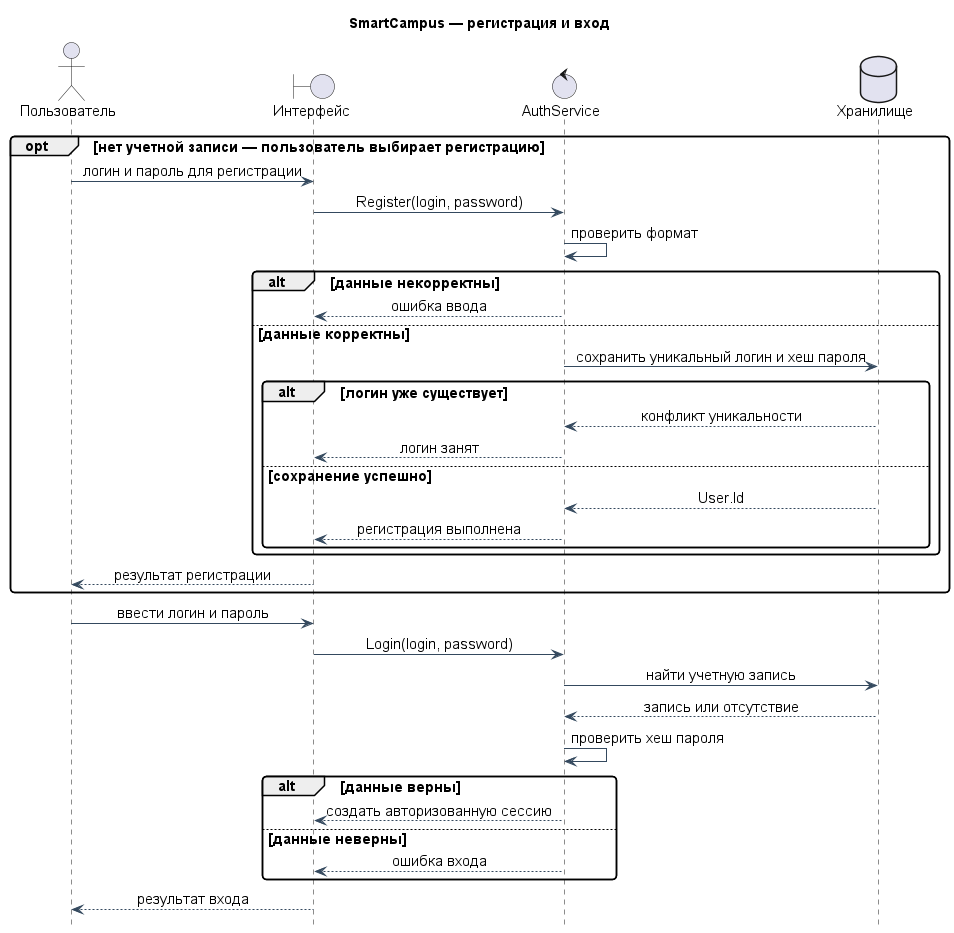 SmartCampus — регистрация и вход
Пользователь
Интерфейс
AuthService
Хранилище
opt
[нет учетной записи — пользователь выбирает регистрацию]
логин и пароль для регистрации
Register(login, password)
проверить формат
alt
[данные некорректны]
ошибка ввода
[данные корректны]
сохранить уникальный логин и хеш пароля
alt
[логин уже существует]
конфликт уникальности
логин занят
[сохранение успешно]
User.Id
регистрация выполнена
результат регистрации
ввести логин и пароль
Login(login, password)
найти учетную запись
запись или отсутствие
проверить хеш пароля
alt
[данные верны]
создать авторизованную сессию
[данные неверны]
ошибка входа
результат входа